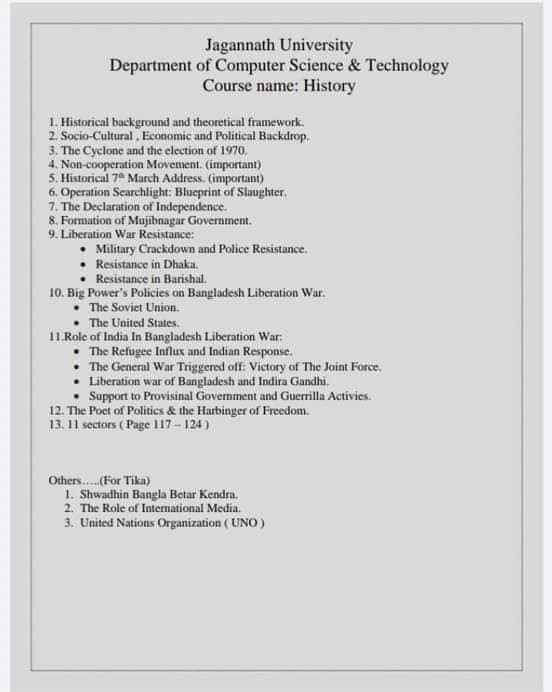 Jagannath University
Department of Computer Science & Technology
Course name: History
1. Historical background and theoretical framework.
2. Socio-Cultural , Economic and Political Backdrop.
3. The Cyclone and the election of 1970.
4. Non-cooperation Movement. (important)
5. Historical 7th March Address. (important)
6. Operation Searchlight: Blueprint of Slaughter.
7. The Declaration of Independence.
8. Formation of Mujibnagar Government.
9. Liberation War Resistance:
• Military Crackdown and Police Resistance.
• Resistance in Dhaka.
• Resistance in Barishal.
10. Big Power's Policies on Bangladesh Liberation War.
• The Soviet Union.
• The United States.
11.Role of India In Bangladesh Liberation War:
• The Refugee Influx and Indian Response.
• The General War Triggered off: Victory of The Joint Force.
• Liberation war of Bangladesh and Indira Gandhi.
• Support to Provisinal Government and Guerrilla Activies.
12. The Poet of Politics & the Harbinger of Freedom.
13. 11 sectors ( Page 117 – 124 )
Others…..(For Tika)
1. Shwadhin Bangla Betar Kendra.
2. The Role of International Media.
3. United Nations Organization ( UNO )